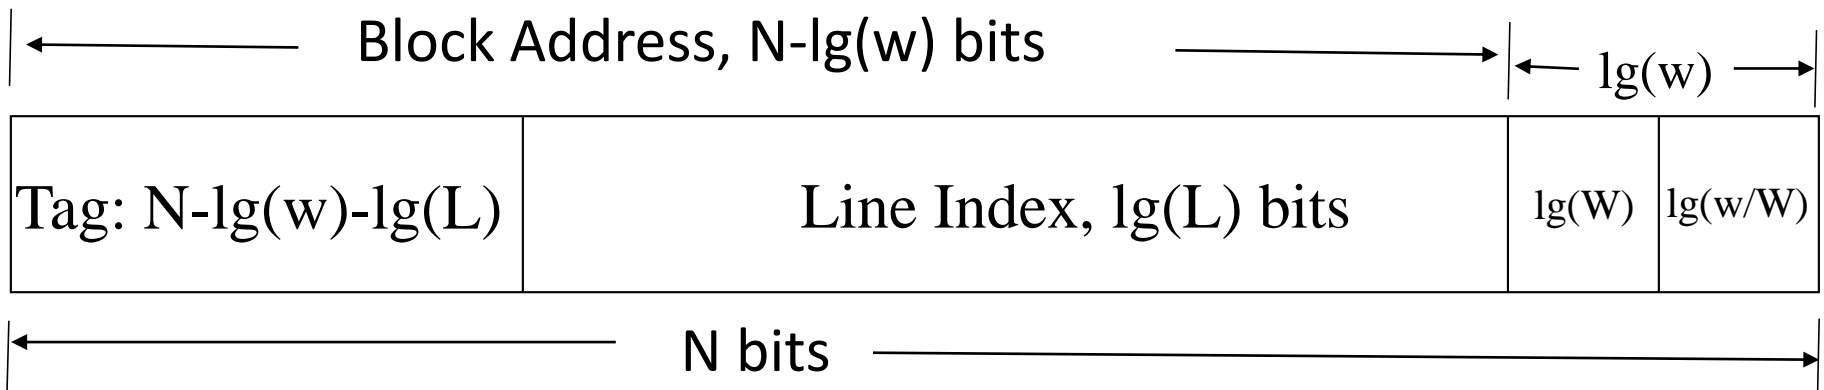 Block Address, N-lg(w) bits
lg(w)
Tag: N-lg(w)-lg(L)
Line Index, lg(L) bits
lg(W)
lg(w/W)
N bits